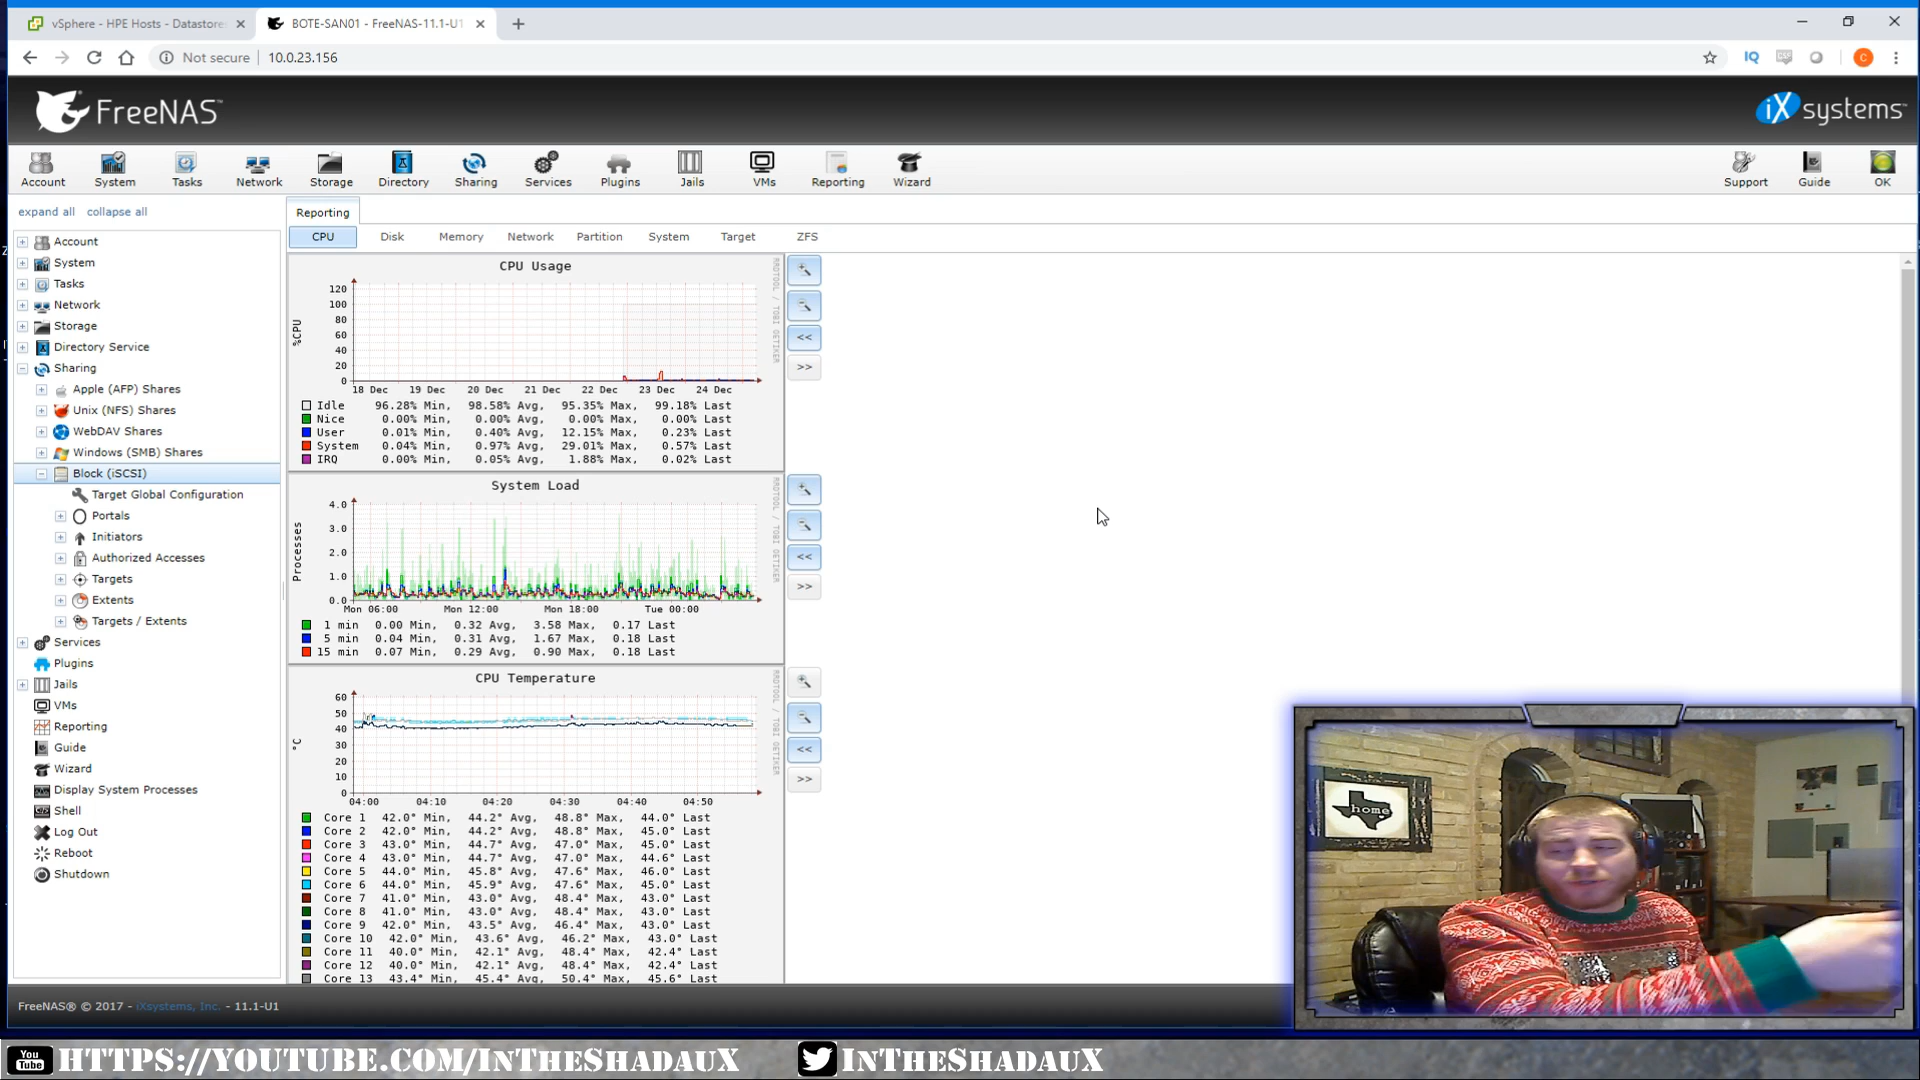 vSphere - HPE Hosts - Datastore
BOTE-SAN01 - FreeNAS-11.1-U1
Not secure
10.0.23.156
IQ
C
FreeNAS
iX systems
Account
System
Tasks
Network
Storage
Directory
Sharing
Services
Plugins
Jails
VMs
Reporting
Wizard
Support
Guide
OK
expand all
collapse all
Account
System
Tasks
Network
Storage
Directory Service
Sharing
Apple (AFP) Shares
Unix (NFS) Shares
WebDAV Shares
Windows (SMB) Shares
Block (iSCSI)
Target Global Configuration
Portals
Initiators
Authorized Accesses
Targets
Extents
Targets / Extents
Services
Plugins
Jails
VMs
Reporting
Guide
Wizard
Display System Processes
Shell
Log Out
Reboot
Shutdown
Reporting
CPU Disk Memory Network Partition System Target ZFS
CPU Usage
%CPU
120
100
80
60
40
20
0
18 Dec 19 Dec 20 Dec 21 Dec 22 Dec 23 Dec 24 Dec
Idle 96.28% Min, 98.58% Avg, 95.35% Max, 99.18% Last
Nice 0.00% Min, 0.00% Avg, 0.00% Max, 0.00% Last
User 0.01% Min, 0.40% Avg, 12.15% Max, 0.23% Last
System 0.04% Min, 0.97% Avg, 29.01% Max, 0.57% Last
IRQ 0.00% Min, 0.05% Avg, 1.88% Max, 0.02% Last
RRDTOOL / TOBI OETIKER
<<
>>
System Load
Processes
4.0
3.0
2.0
1.0
0.0
Mon 06:00 Mon 12:00 Mon 18:00 Tue 00:00
1 min 0.00 Min, 0.32 Avg, 3.58 Max, 0.17 Last
5 min 0.04 Min, 0.31 Avg, 1.67 Max, 0.18 Last
15 min 0.07 Min, 0.29 Avg, 0.90 Max, 0.18 Last
RRDTOOL / TOBI OETIKER
<<
>>
CPU Temperature
°C
60
50
40
30
20
10
0
04:00 04:10 04:20 04:30 04:40 04:50
Core 1 42.0° Min, 44.2° Avg, 48.8° Max, 44.0° Last
Core 2 42.0° Min, 44.2° Avg, 48.8° Max, 45.0° Last
Core 3 43.0° Min, 44.7° Avg, 47.0° Max, 45.0° Last
Core 4 43.0° Min, 44.7° Avg, 47.0° Max, 44.6° Last
Core 5 44.0° Min, 45.8° Avg, 47.6° Max, 46.0° Last
Core 6 44.0° Min, 45.9° Avg, 47.6° Max, 45.0° Last
Core 7 41.0° Min, 43.0° Avg, 48.4° Max, 43.0° Last
Core 8 41.0° Min, 43.0° Avg, 48.4° Max, 43.0° Last
Core 9 42.0° Min, 43.5° Avg, 46.4° Max, 43.0° Last
Core 10 42.0° Min, 43.6° Avg, 46.2° Max, 43.0° Last
Core 11 40.0° Min, 42.1° Avg, 48.4° Max, 42.4° Last
Core 12 40.0° Min, 42.1° Avg, 48.4° Max, 42.4° Last
Core 13 43.4° Min, 45.4° Avg, 50.4° Max, 45.6° Last
RRDTOOL / TOBI OETIKER
<<
>>
home
FreeNAS® © 2017 - iXsystems, Inc. - 11.1-U1
You
Tube
HTTPS://YOUTUBE.COM/INTHESHADAUX
INTHESHADAUX